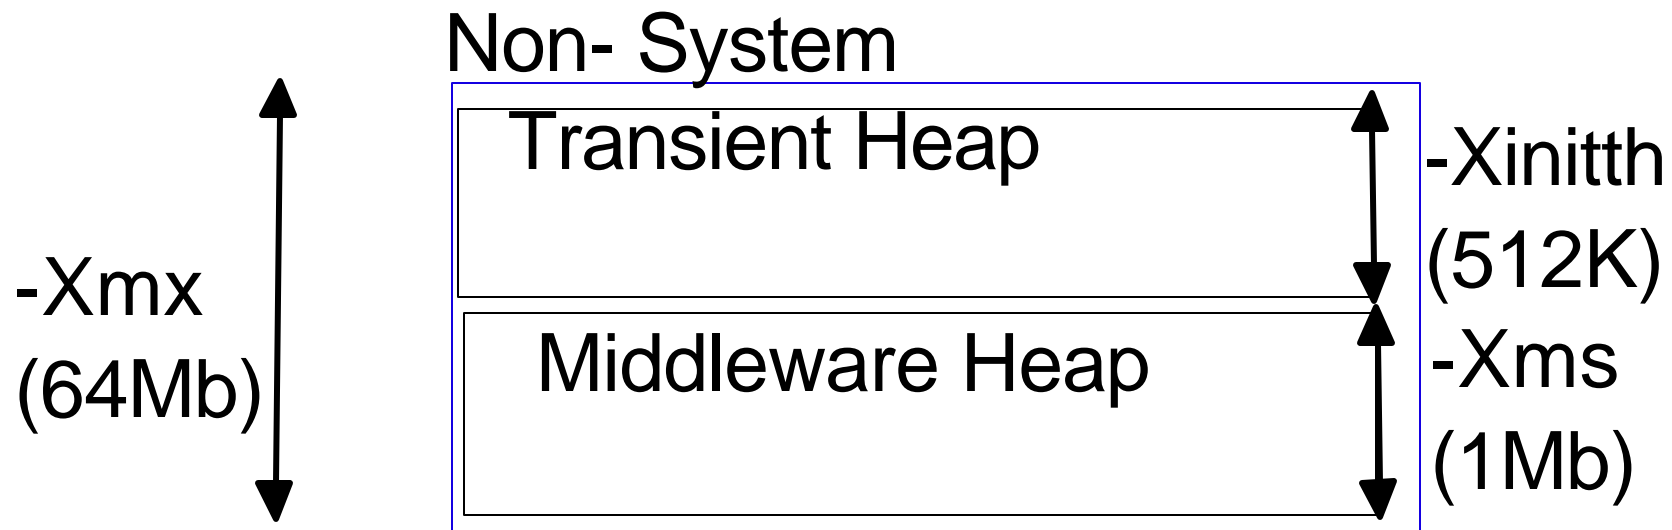 Non- System
Transient Heap
-Xinitth
(512K)
-Xmx
(64Mb)
Middleware Heap
-Xms
(1Mb)